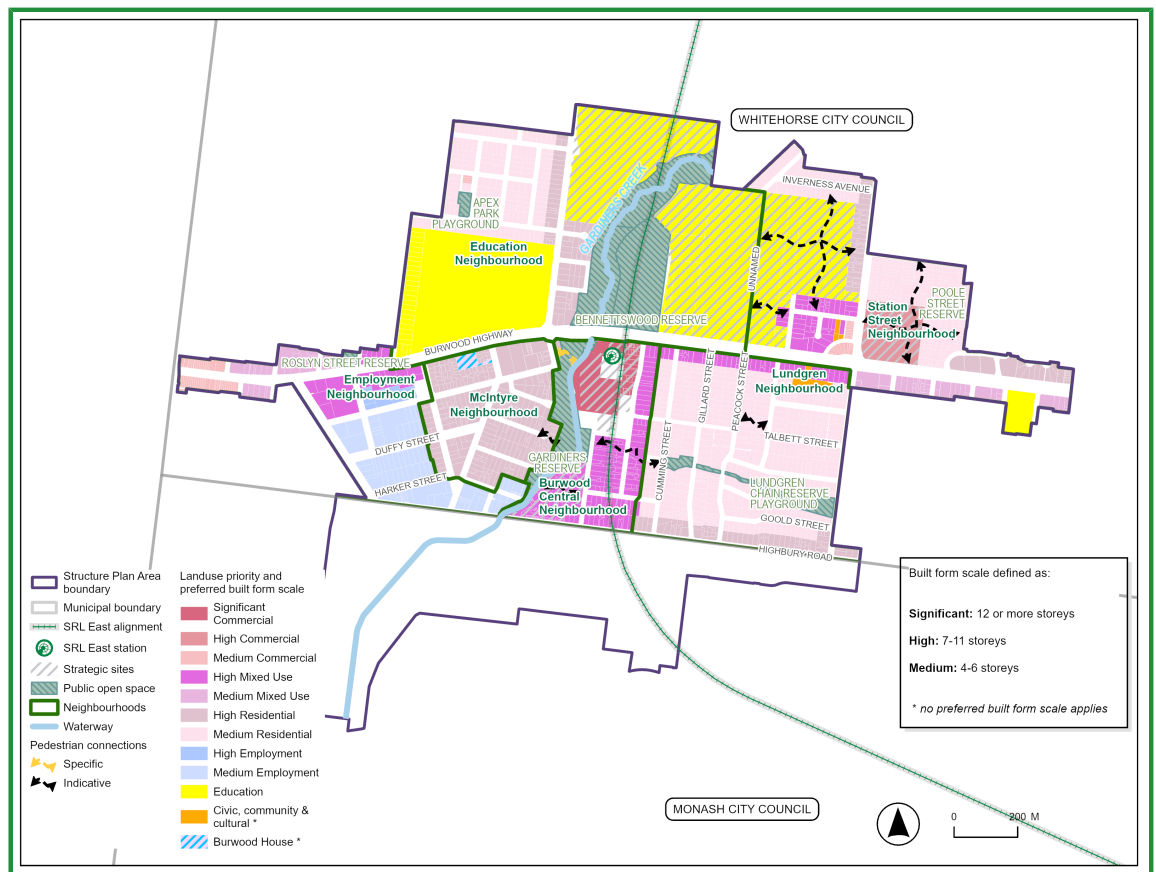 WHITEHORSE CITY COUNCIL
INVERNESS AVENUE
GARDINERS CREEK
APEX
PARK
PLAYGROUND
Education
Neighbourhood
UNNAMED
POOLE
STREET
RESERVE
Station
Street
Neighbourhood
BENNETTSWOOD RESERVE
BURWOOD HIGHWAY
ROSLYN STREET RESERVE
Employment
Neighbourhood
McIntyre
Neighbourhood
Lundgren
Neighbourhood
GILLARD STREET
PEACOCK STREET
CUMMING STREET
TALBETT STREET
DUFFY STREET
HARKER STREET
GARDINERS
RESERVE
Burwood
Central
Neighbourhood
LUNDGREN
CHAIN RESERVE
PLAYGROUND
GOOLD STREET
HIGHBURY ROAD
Structure Plan Area
boundary
Municipal boundary
SRL East alignment
SRL East station
Strategic sites
Public open space
Neighbourhoods
Waterway
Pedestrian connections
Specific
Indicative
Landuse priority and
preferred built form scale
Significant
Commercial
High Commercial
Medium Commercial
High Mixed Use
Medium Mixed Use
High Residential
Medium Residential
High Employment
Medium Employment
Education
Civic, community &
cultural *
Burwood House *
Built form scale defined as:
Significant: 12 or more storeys
High: 7-11 storeys
Medium: 4-6 storeys
* no preferred built form scale applies
MONASH CITY COUNCIL
0 200 M